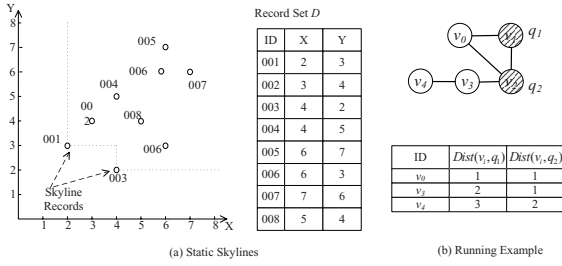 Y
8
7
6
5
4
3
2
1
1 2 3 4 5 6 7 8
X
005
006
007
004
00
2
008
001
006
003
Skyline
Records
(a) Static Skylines
Record Set D
ID X Y
001 2 3
002 3 4
003 4 2
004 4 5
005 6 7
006 6 3
007 7 6
008 5 4
v0 v1 q1
v4 v3 v2 q2
ID Dist(vi,q1) Dist(vi,q2)
v0 1 1
v3 2 1
v4 3 2
(b) Running Example